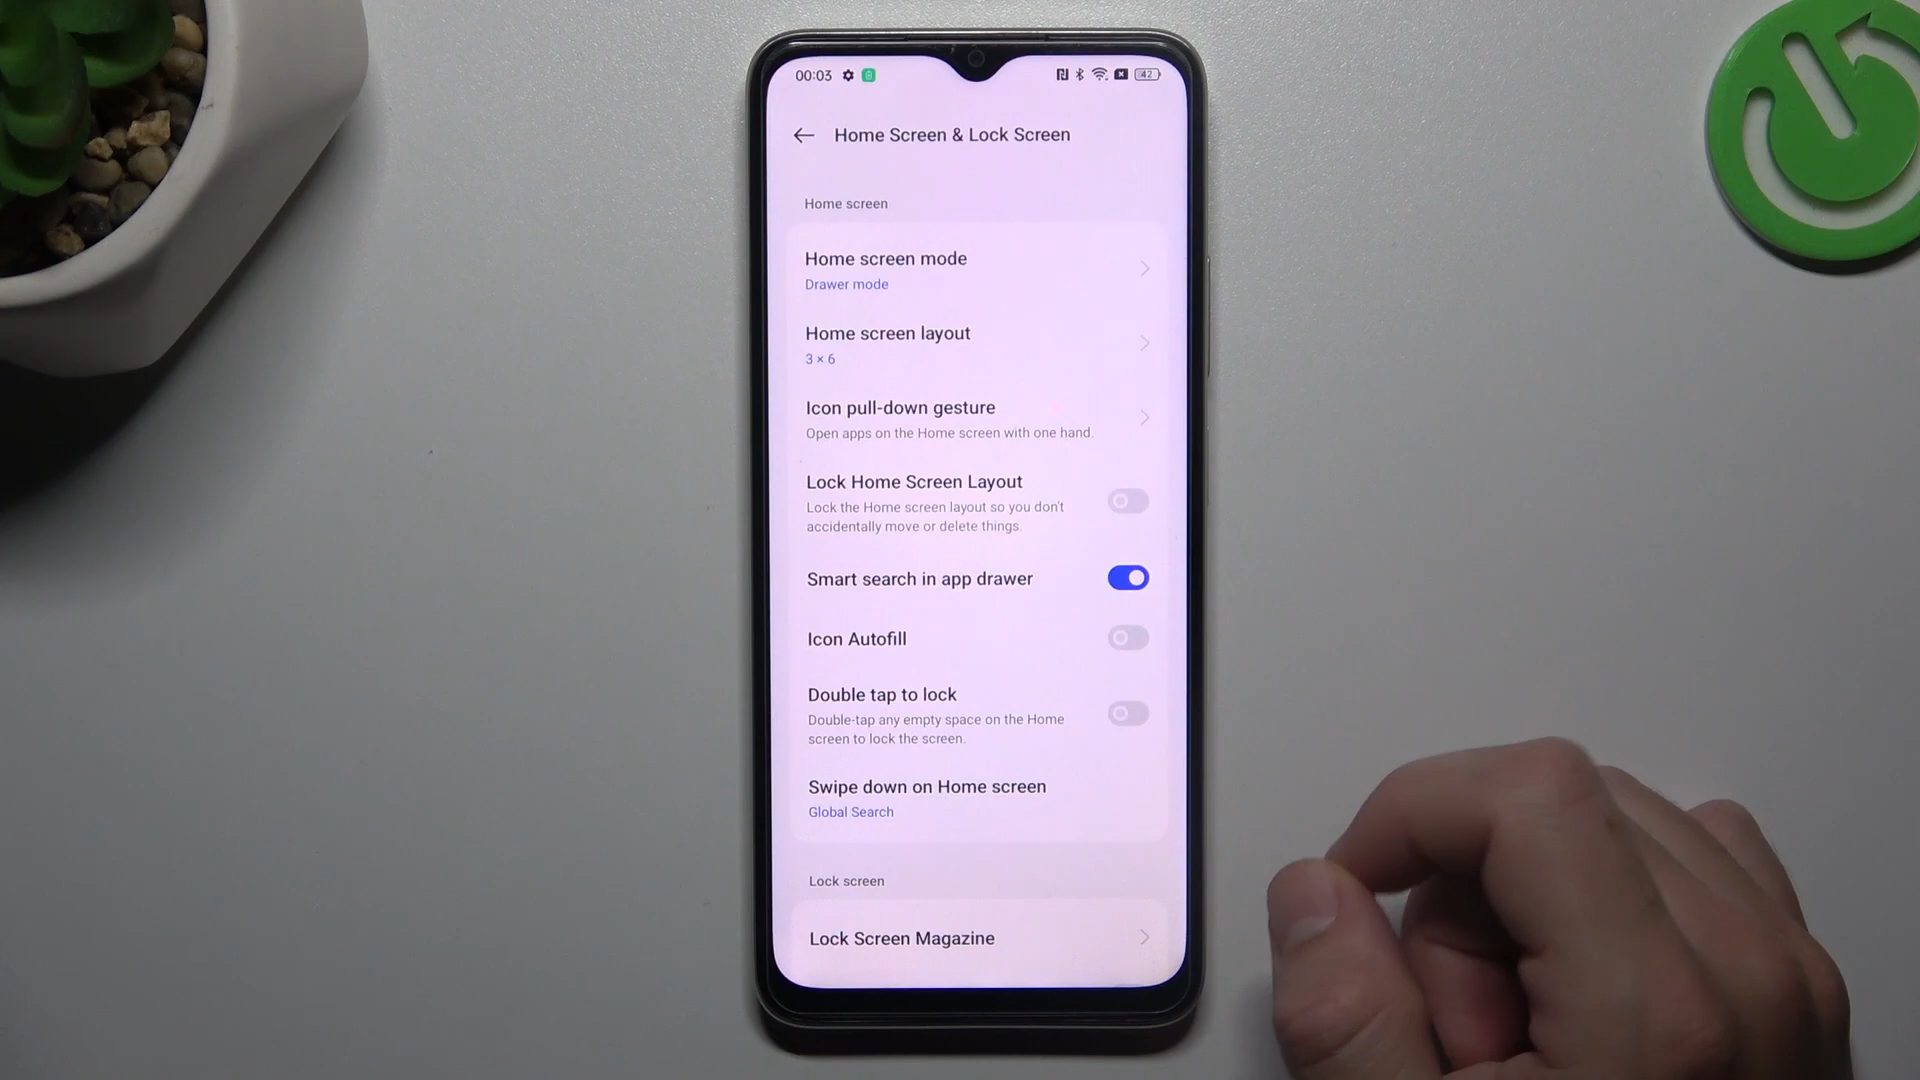 00:03
42
Home Screen & Lock Screen
Home screen
Home screen mode
Drawer mode
Home screen layout
3 × 6
Icon pull-down gesture
Open apps on the Home screen with one hand.
Lock Home Screen Layout
Lock the Home screen layout so you don't
accidentally move or delete things.
Smart search in app drawer
Icon Autofill
Double tap to lock
Double-tap any empty space on the Home
screen to lock the screen.
Swipe down on Home screen
Global Search
Lock screen
Lock Screen Magazine